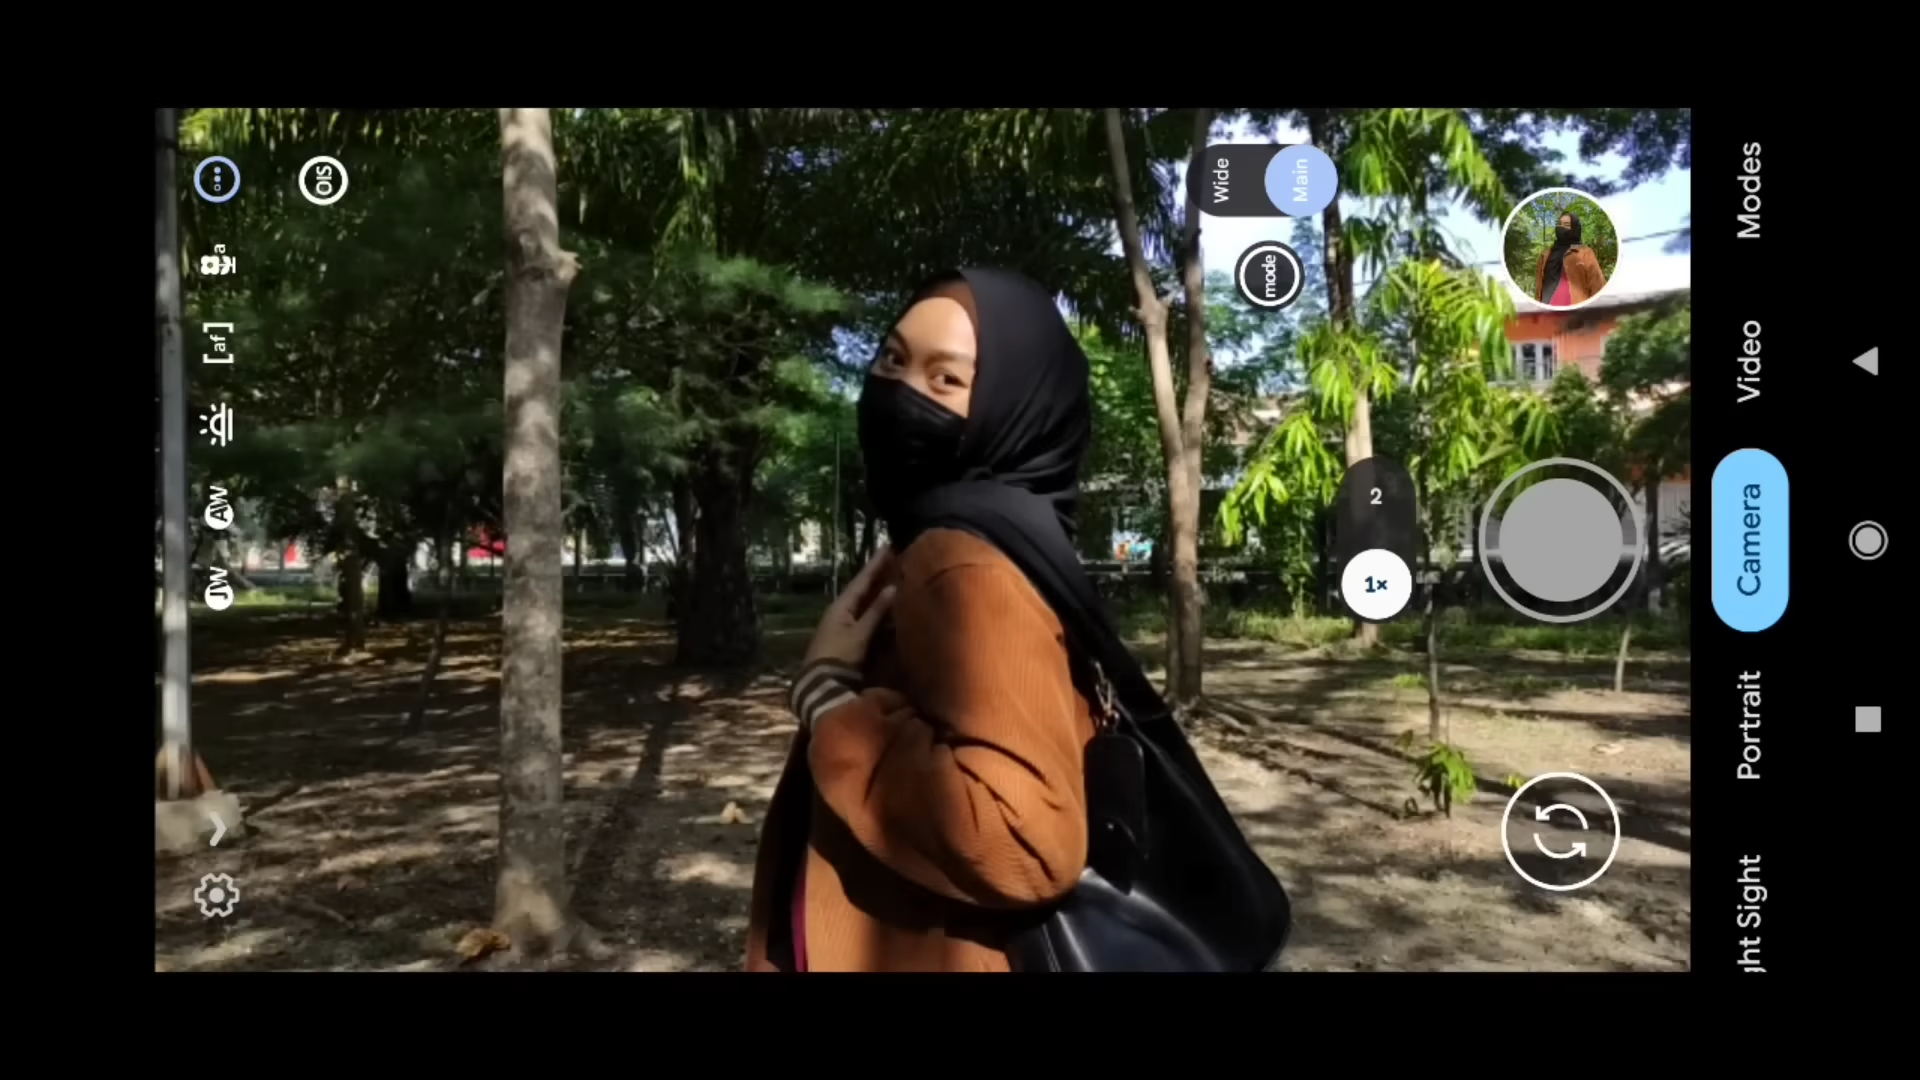 OIS
Wide
Main
mode
af
AW
JW
2
1×
Modes
Video
Camera
Portrait
ght Sight